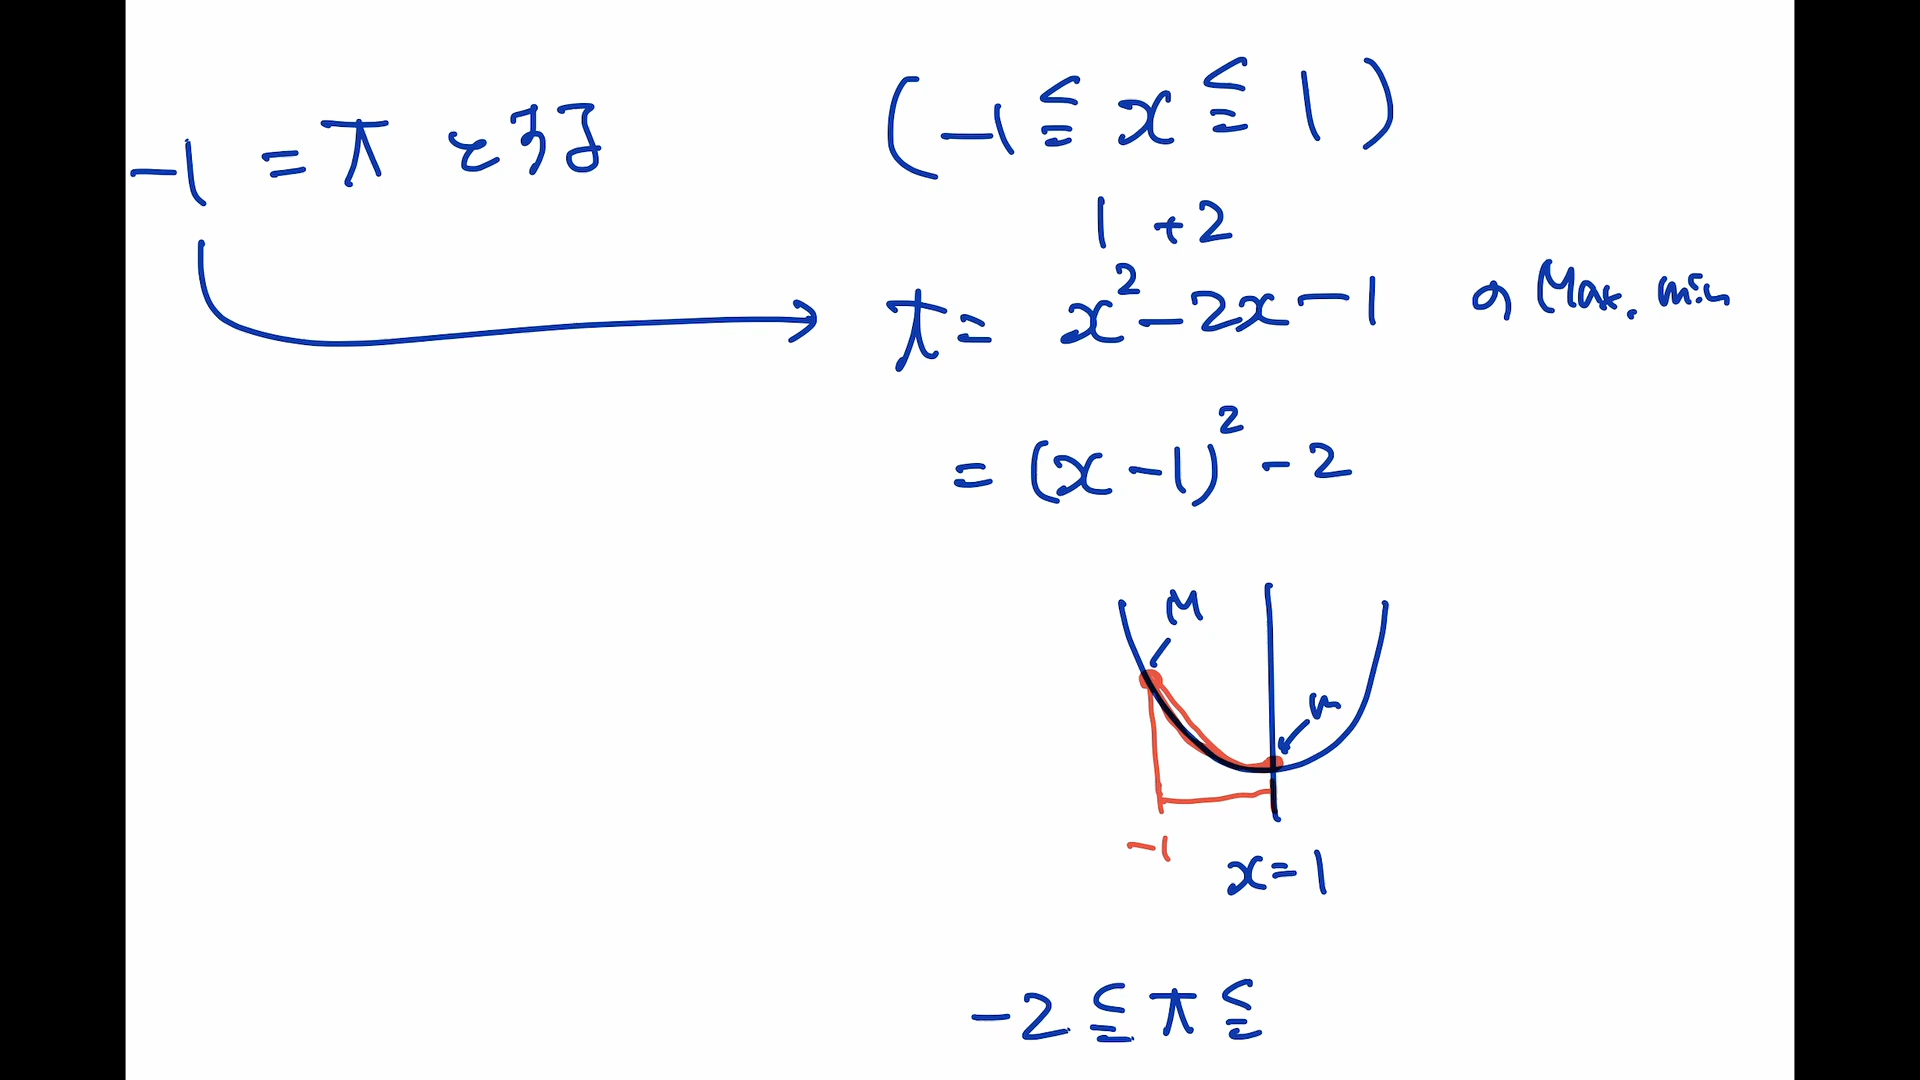 -1 = π とする
(-1 ≦ x ≦ 1)
1 +2
π = x² - 2x - 1 の Max. min
= (x - 1)² - 2
M
m
-1
x = 1
-2 ≦ π ≦